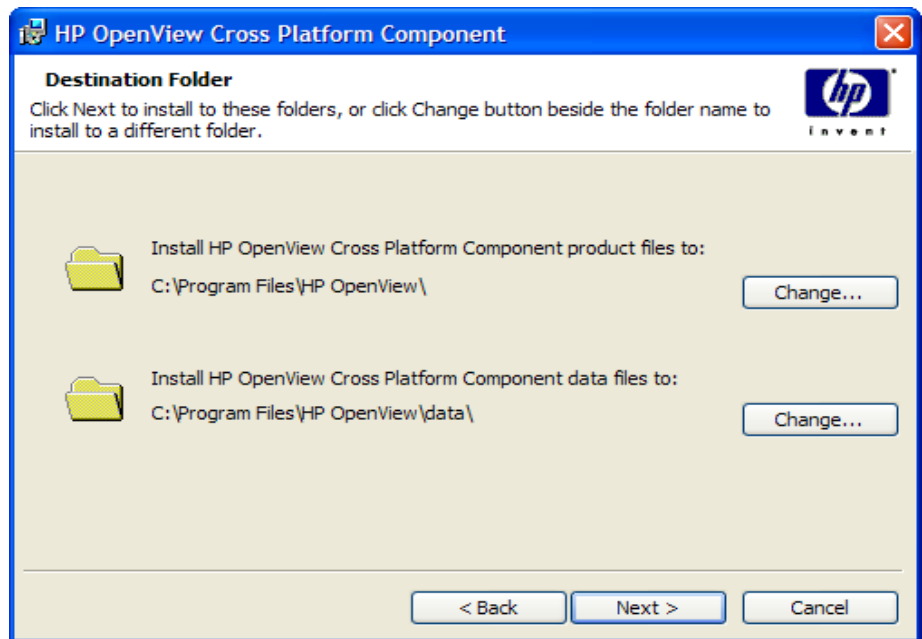 HP OpenView Cross Platform Component
Destination Folder
Click Next to install to these folders, or click Change button beside the folder name to
install to a different folder.
hp
invent
Install HP OpenView Cross Platform Component product files to:
C:\Program Files\HP OpenView\
Change...
Install HP OpenView Cross Platform Component data files to:
C:\Program Files\HP OpenView\data\
Change...
< Back
Next >
Cancel